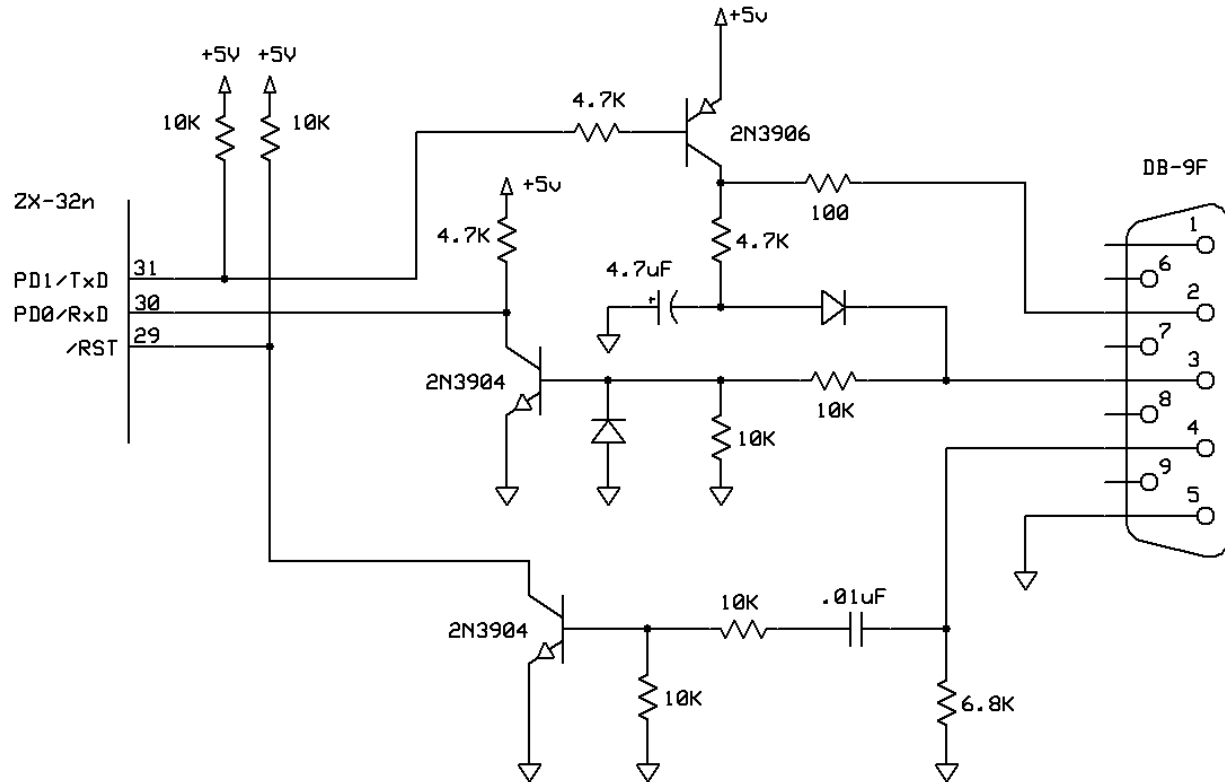 +5v
+5V +5V
10K
10K
4.7K
2N3906
DB-9F
ZX-32n
+5v
4.7K
4.7K
100
4.7uF
+
PD1/TxD 31
PD0/RxD 30
/RST 29
2N3904
10K
10K
1
6
2
7
3
8
4
9
5
2N3904
10K
.01uF
10K
6.8K